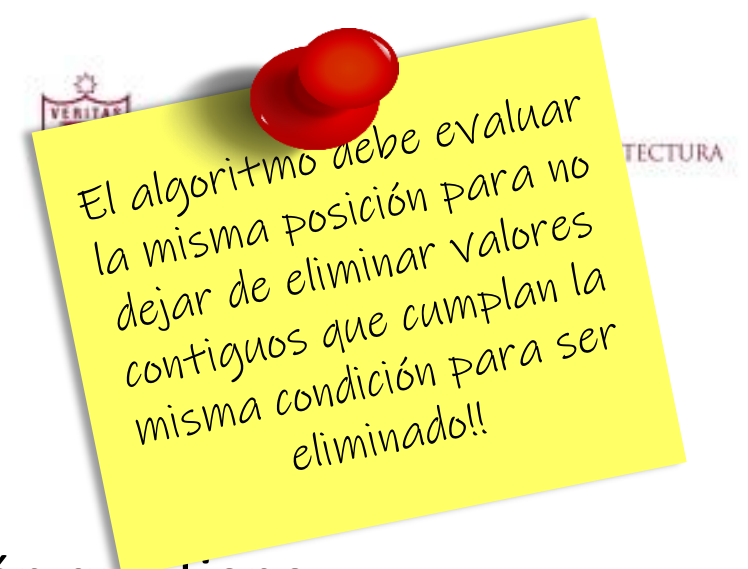 VERITAS
TECTURA
El algoritmo debe evaluar
la misma posición para no
dejar de eliminar valores
contiguos que cumplan la
misma condición para ser
eliminado!!